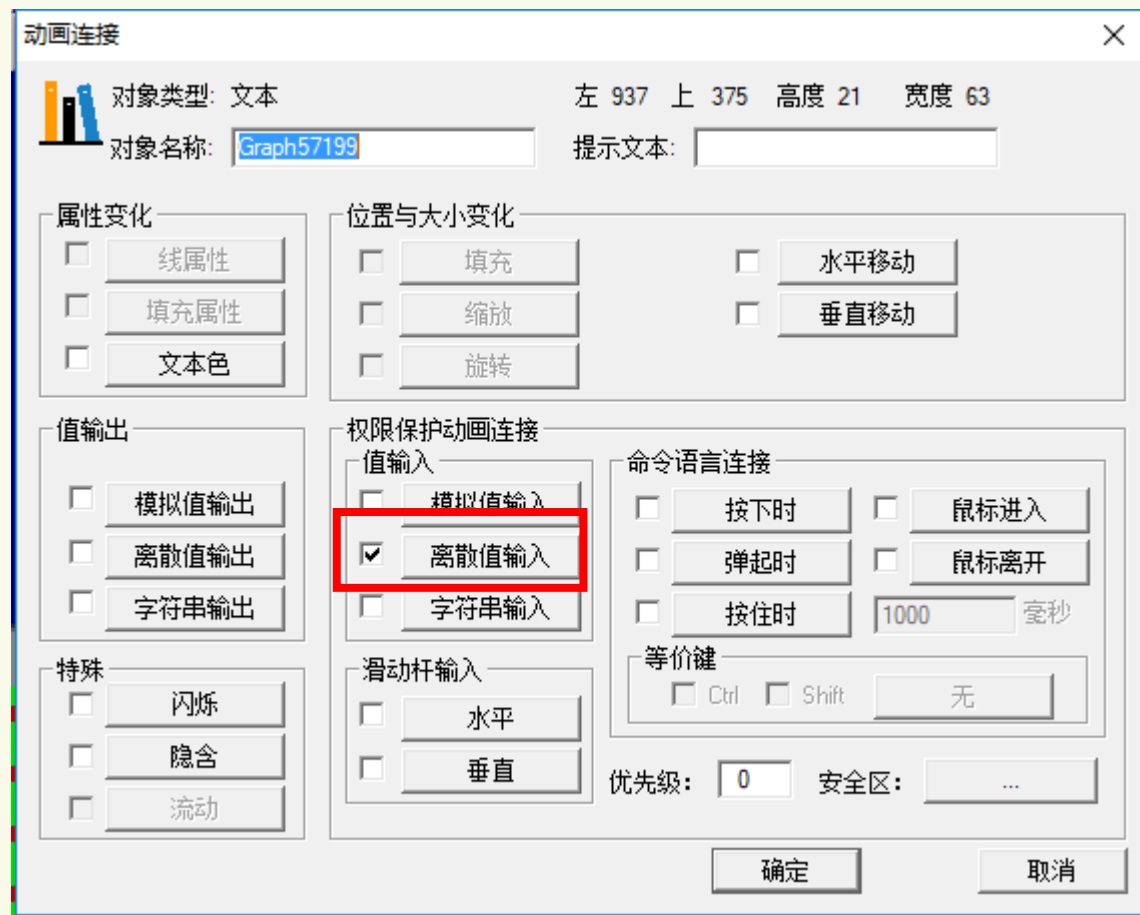 动画连接
对象类型: 文本 左 937 上 375 高度 21 宽度 63
对象名称: Graph57199 提示文本:
属性变化
线属性
填充属性
文本色
位置与大小变化
填充 水平移动
缩放 垂直移动
旋转
值输出
模拟值输出
离散值输出
字符串输出
权限保护动画连接
值输入
模拟值输入
离散值输入
字符串输入
命令语言连接
按下时 鼠标进入
弹起时 鼠标离开
按住时 1000 毫秒
等价键
Ctrl Shift 无
特殊
闪烁
隐含
流动
滑动杆输入
水平
垂直
优先级: 0 安全区: ...
确定 取消